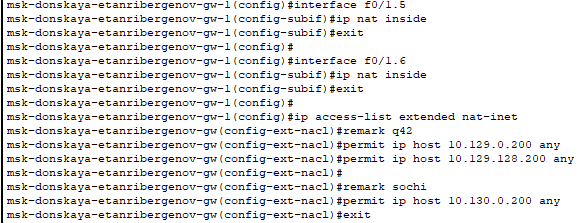 msk-donskaya-etanribergenov-gw-1(config)#interface f0/1.5
msk-donskaya-etanribergenov-gw-1(config-subif)#ip nat inside
msk-donskaya-etanribergenov-gw-1(config-subif)#exit
msk-donskaya-etanribergenov-gw-1(config)#
msk-donskaya-etanribergenov-gw-1(config)#interface f0/1.6
msk-donskaya-etanribergenov-gw-1(config-subif)#ip nat inside
msk-donskaya-etanribergenov-gw-1(config-subif)#exit
msk-donskaya-etanribergenov-gw-1(config)#
msk-donskaya-etanribergenov-gw-1(config)#ip access-list extended nat-inet
msk-donskaya-etanribergenov-gw(config-ext-nacl)#remark q42
msk-donskaya-etanribergenov-gw(config-ext-nacl)#permit ip host 10.129.0.200 any
msk-donskaya-etanribergenov-gw(config-ext-nacl)#permit ip host 10.129.128.200 any
msk-donskaya-etanribergenov-gw(config-ext-nacl)#
msk-donskaya-etanribergenov-gw(config-ext-nacl)#remark sochi
msk-donskaya-etanribergenov-gw(config-ext-nacl)#permit ip host 10.130.0.200 any
msk-donskaya-etanribergenov-gw(config-ext-nacl)#exit